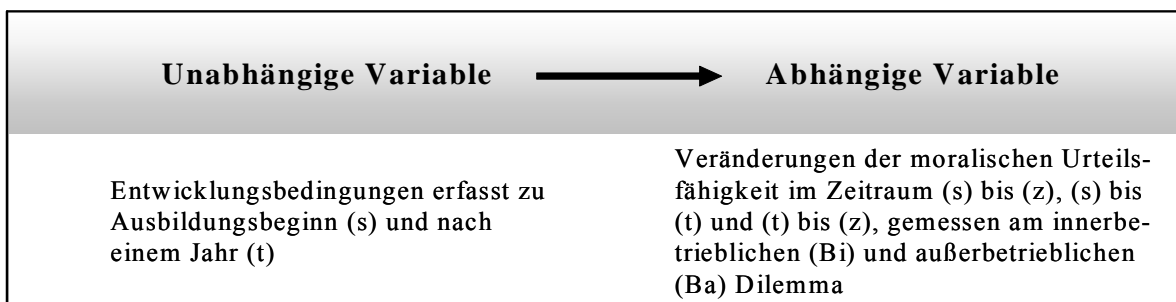 Unabhängige Variable Abhängige Variable
Entwicklungsbedingungen erfasst zu
Ausbildungsbeginn (s) und nach
einem Jahr (t)
Veränderungen der moralischen Urteils-
fähigkeit im Zeitraum (s) bis (z), (s) bis
(t) und (t) bis (z), gemessen am innerbe-
trieblichen (Bi) und außerbetrieblichen
(Ba) Dilemma